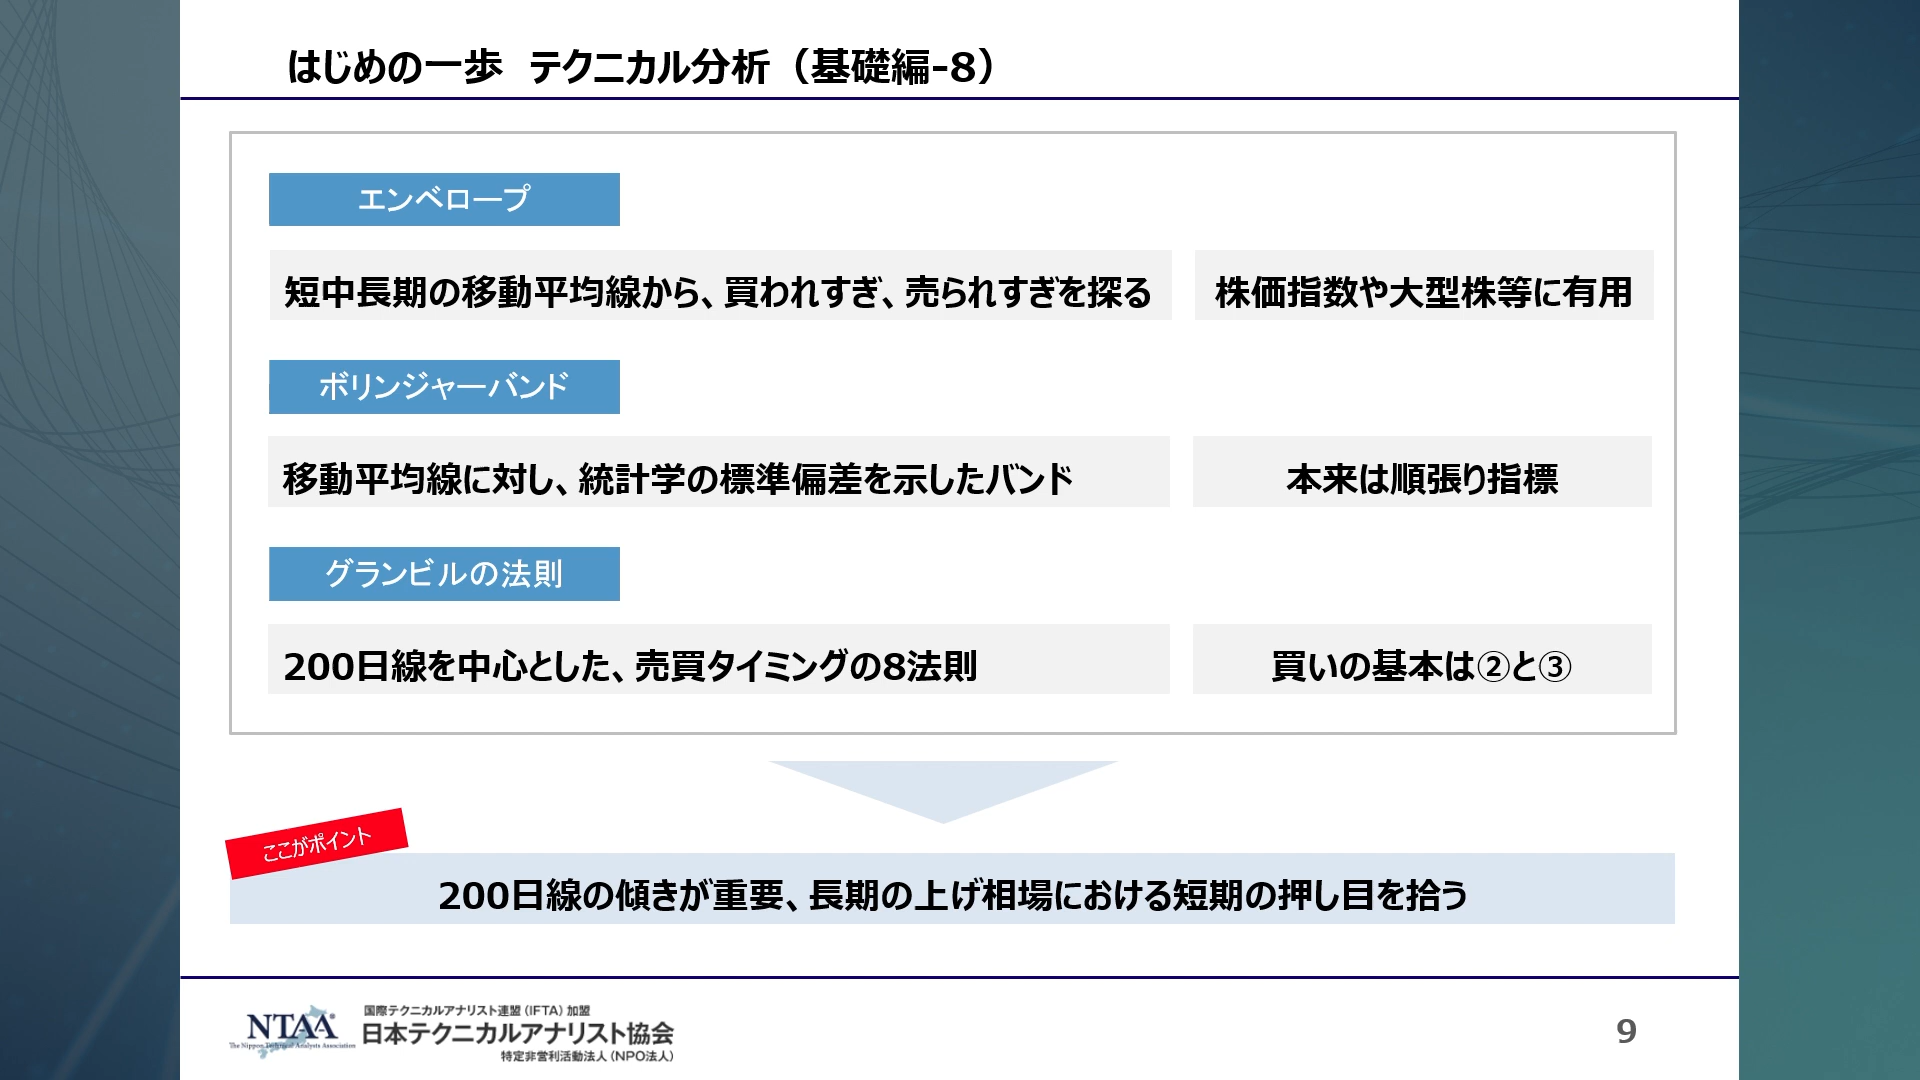 はじめの一歩　テクニカル分析（基礎編-8）
エンベロープ
短中長期の移動平均線から、買われすぎ、売られすぎを探る
株価指数や大型株等に有用
ボリンジャーバンド
移動平均線に対し、統計学の標準偏差を示したバンド
本来は順張り指標
グランビルの法則
200日線を中心とした、売買タイミングの8法則
買いの基本は②と③
ここがポイント
200日線の傾きが重要、長期の上げ相場における短期の押し目を拾う
NTAA®
The Nippon Technical Analysts Association
国際テクニカルアナリスト連盟（IFTA）加盟
日本テクニカルアナリスト協会
特定非営利活動法人（NPO法人）
9